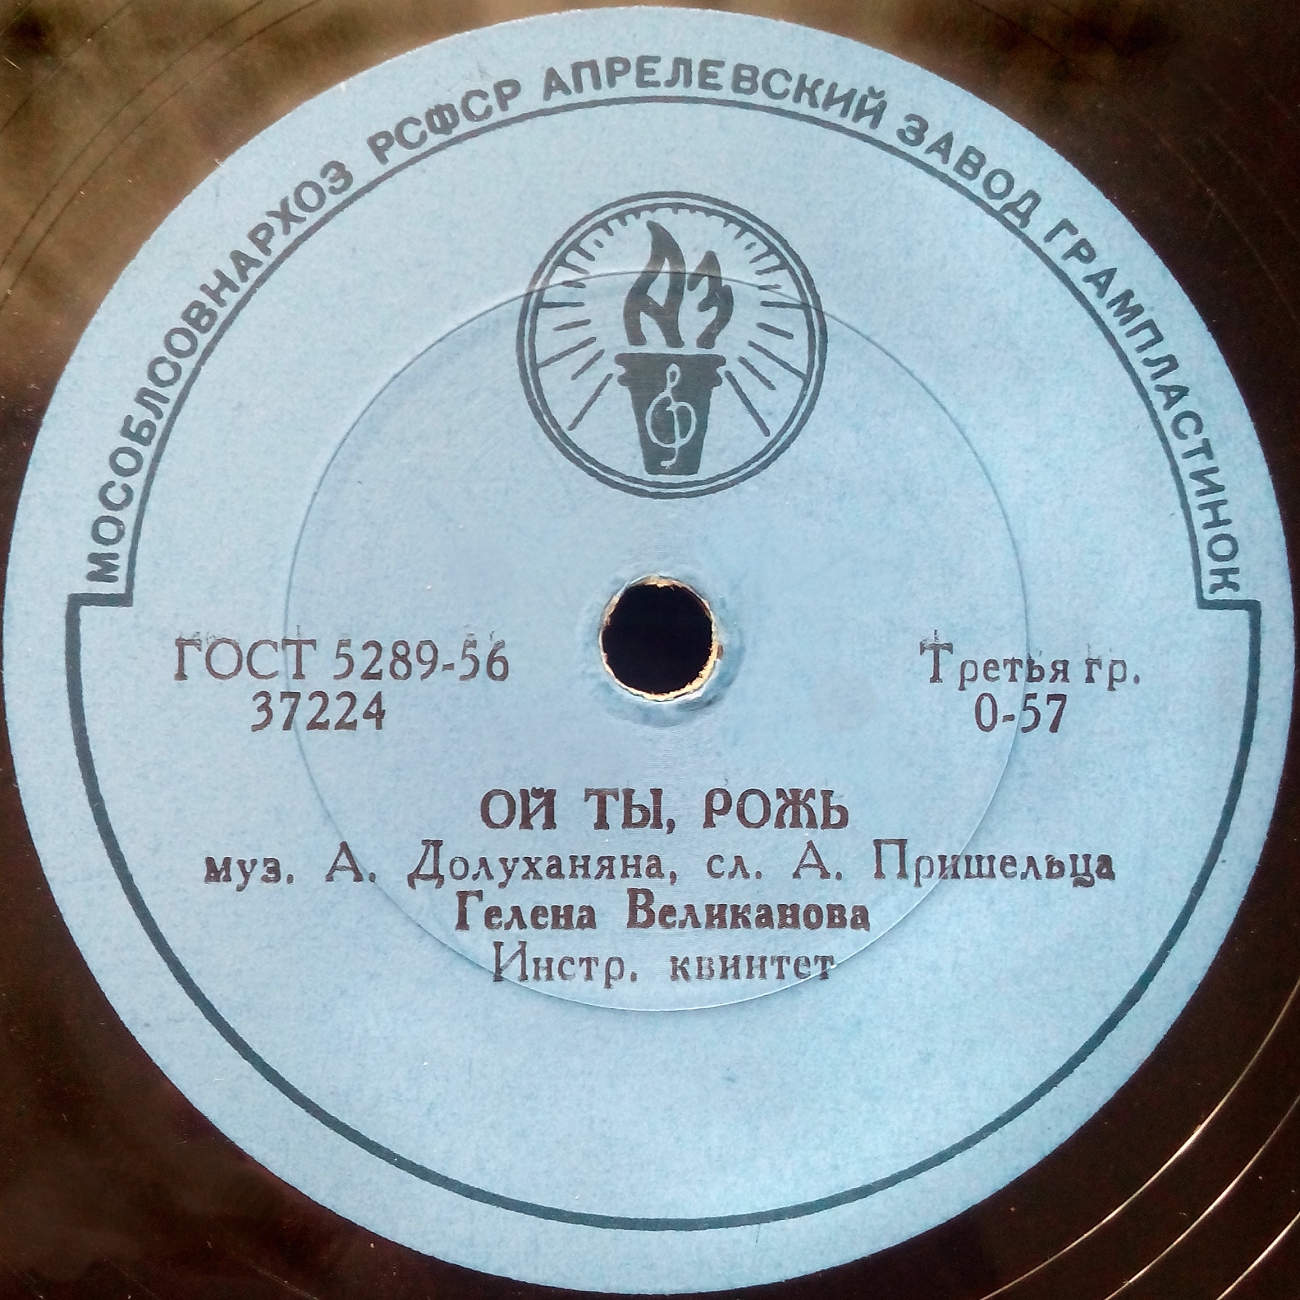 МОСОБЛСОВНАРХОЗ РСФСР АПРЕЛЕВСКИЙ ЗАВОД ГРАМПЛАСТИНОК
АЗ
ГОСТ 5289-56
37224
Третья гр.
0-57
ОЙ ТЫ, РОЖЬ
муз. А. Долуханяна, сл. А. Пришельца
Гелена Великанова
Инстр. квинтет